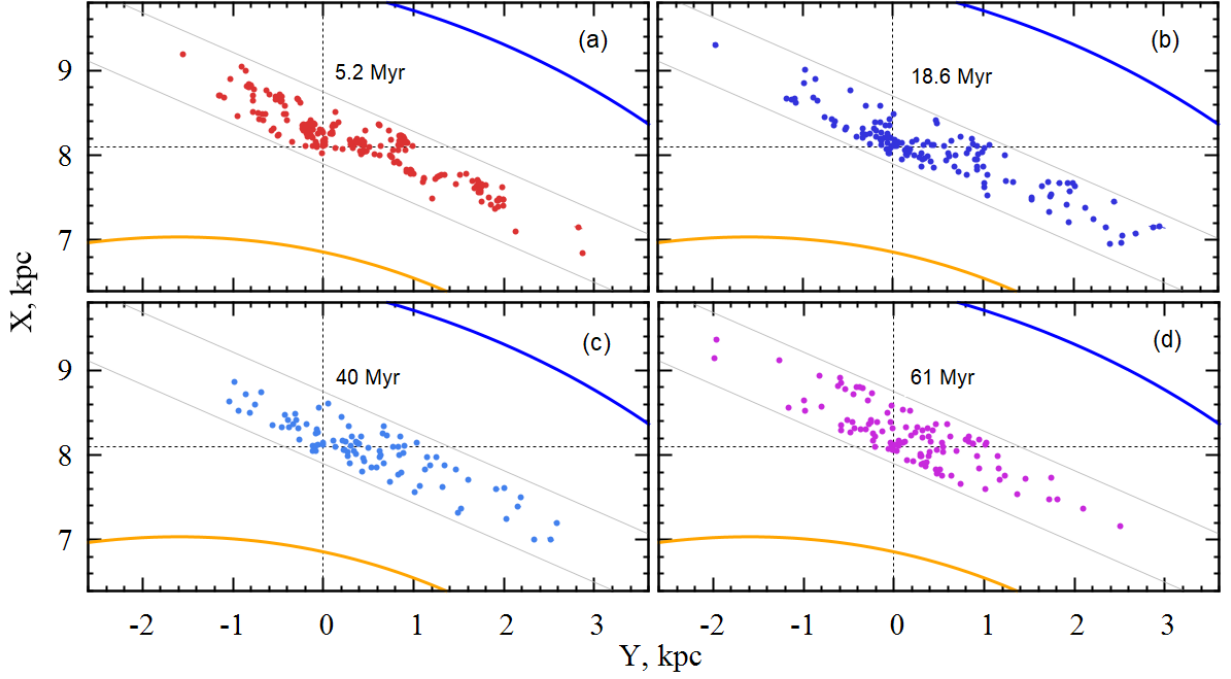 (a)
(b)
5.2 Myr
18.6 Myr
9
8
7
X, kpc
(c)
(d)
40 Myr
61 Myr
9
8
7
-2 -1 0 1 2 3
-2 -1 0 1 2 3
Y, kpc